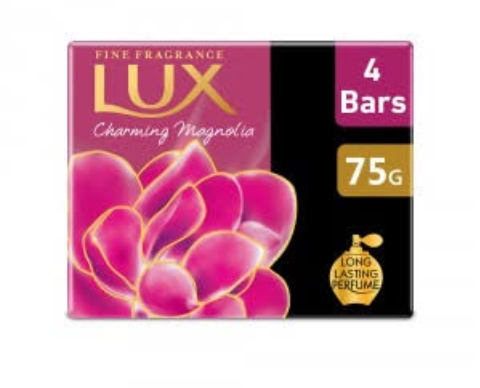 FINE FRAGRANCE
LUX
Charming Magnolia
4
Bars
75G
LONG
LASTING
PERFUME